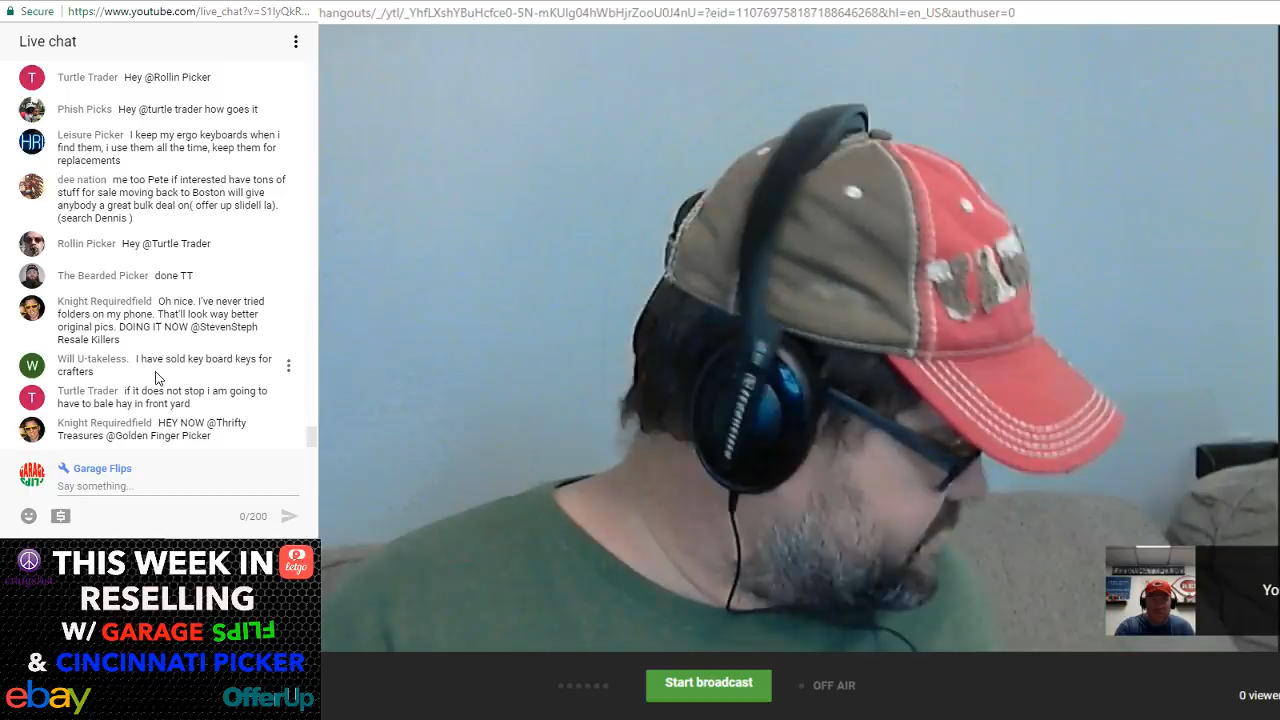 Secure https://www.youtube.com/live_chat?v=S1IyQkR...
hangouts/_/ytl/_YhfLXshYBuHcfce0-5N-mKUIg04hWbHjrZooU0J4nU=?eid=110769758187188646268&hl=en_US&authuser=0
Live chat
T Turtle Trader Hey @Rollin Picker
Phish Picks Hey @turtle trader how goes it
HRI Leisure Picker I keep my ergo keyboards when i
find them, i use them all the time, keep them for
replacements
dee nation me too Pete if interested have tons of
stuff for sale moving back to Boston will give
anybody a great bulk deal on( offer up slidell la).
(search Dennis )
Rollin Picker Hey @Turtle Trader
The Bearded Picker done TT
Knight Requiredfield Oh nice. I've never tried
folders on my phone. That'll look way better
original pics. DOING IT NOW @StevenSteph
Resale Killers
W Will U-takeless. I have sold key board keys for
crafters
T Turtle Trader if it does not stop i am going to
have to bale hay in front yard
Knight Requiredfield HEY NOW @Thrifty
Treasures @Golden Finger Picker
GARAGE FLIPS Garage Flips
Say something...
0/200
THIS WEEK IN
letgo
RESELLING
W/ GARAGE FLIPS
& CINCINNATI PICKER
ebay OfferUp
Yo
Start broadcast
OFF AIR
0 viewer